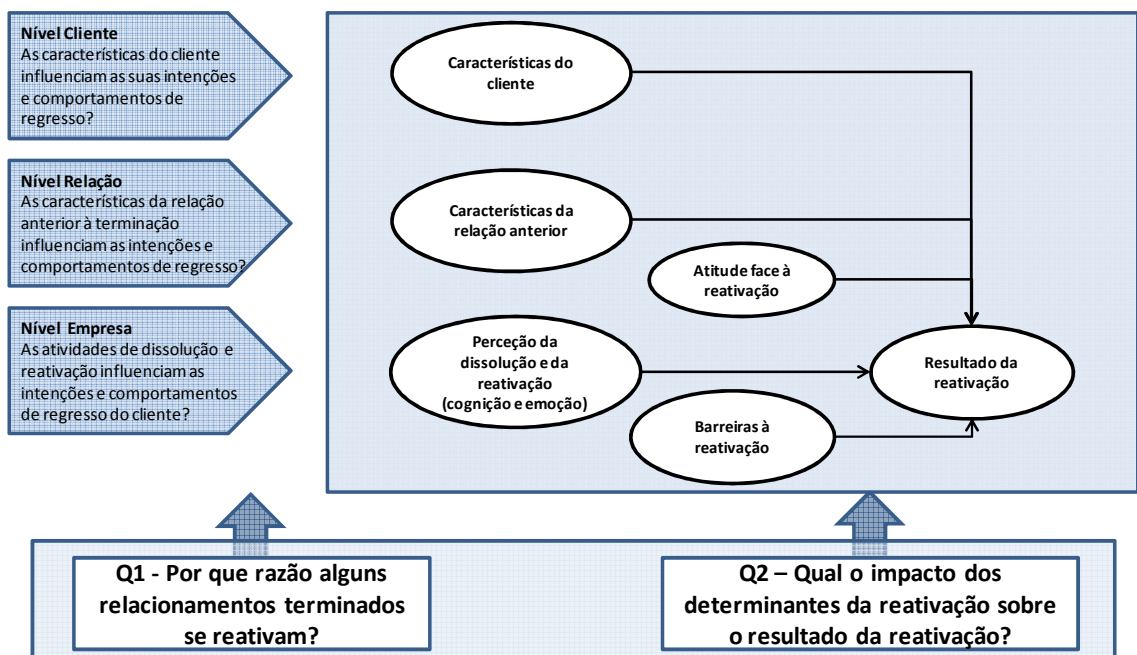 Nível Cliente
As características do cliente
influenciam as suas intenções
e comportamentos de
regresso?
Nível Relação
As características da relação
anterior à terminação
influenciam as intenções e
comportamentos de regresso?
Nível Empresa
As atividades de dissolução e
reativação influenciam as
intenções e comportamentos
de regresso do cliente?
Características do
cliente
Características da
relação anterior
Atitude face à
reativação
Perceção da
dissolução e da
reativação
(cognição e emoção)
Resultado da
reativação
Barreiras à
reativação
Q1 - Por que razão alguns
relacionamentos terminados
se reativam?
Q2 – Qual o impacto dos
determinantes da reativação sobre
o resultado da reativação?